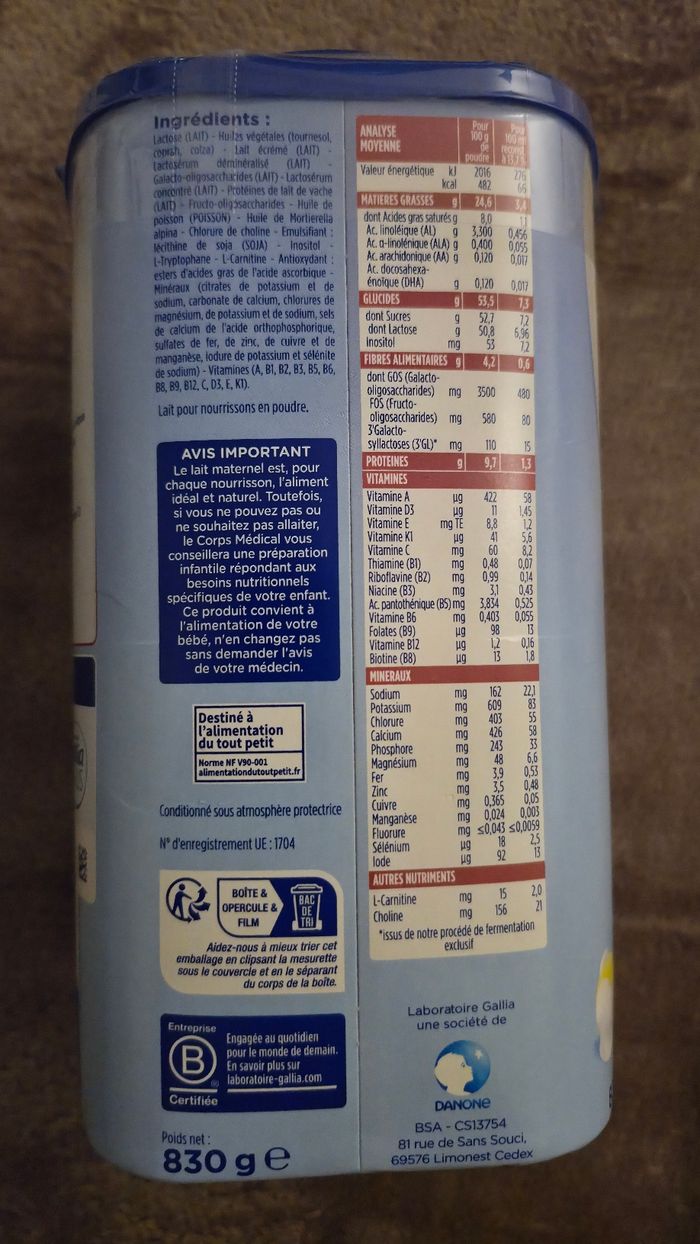 Ingrédients :
Lactose (LAIT) - Huiles végétales (tournesol,
coprah, colza) - Lait écrémé (LAIT) -
Lactosérum déminéralisé (LAIT) -
Galacto-oligosaccharides (LAIT) - Lactosérum
concentré (LAIT) - Protéines de lait de vache
(LAIT) - Fructo-oligosaccharides - Huile de
poisson (POISSON) - Huile de Mortierella
alpina - Chlorure de choline - Emulsifiant :
lécithine de soja (SOJA) - Inositol -
L-Tryptophane - L-Carnitine - Antioxydant :
esters d'acides gras de l'acide ascorbique -
Minéraux (citrates de potassium et de
sodium, carbonate de calcium, chlorures de
magnésium, de potassium et de sodium, sels
de calcium de l'acide orthophosphorique,
sulfates de fer, de zinc, de cuivre et de
manganèse, iodure de potassium et sélénite
de sodium) - Vitamines (A, B1, B2, B3, B5, B6,
B8, B9, B12, C, D3, E, K1).
Lait pour nourrissons en poudre.
AVIS IMPORTANT
Le lait maternel est, pour
chaque nourrisson, l'aliment
idéal et naturel. Toutefois,
si vous ne pouvez pas ou
ne souhaitez pas allaiter,
le Corps Médical vous
conseillera une préparation
infantile répondant aux
besoins nutritionnels
spécifiques de votre enfant.
Ce produit convient à
l'alimentation de votre
bébé, n'en changez pas
sans demander l'avis
de votre médecin.
Destiné à
l'alimentation
du tout petit
Norme NF V90-001
alimentationdutoutpetit.fr
Conditionné sous atmosphère protectrice
N° d'enregistrement UE : 1704
BOÎTE &
OPERCULE &
FILM
BAC
DE
TRI
Aidez-nous à mieux trier cet
emballage en clipsant la mesurette
sous le couvercle et en le séparant
du corps de la boîte.
Entreprise
B
Certifiée
Engagée au quotidien
pour le monde de demain.
En savoir plus sur
laboratoire-gallia.com
Poids net :
830 g e
ANALYSE
MOYENNE
Pour
100 g
de
poudre
Pour
100 ml
reconst.
à 13,7 %
Valeur énergétique kJ 2016 276
kcal 482 66
MATIERES GRASSES g 24,6 3,4
dont Acides gras saturés g 8,0 1,1
Ac. linoléique (AL) g 3,300 0,456
Ac. α-linolénique (ALA) g 0,400 0,055
Ac. arachidonique (AA) g 0,120 0,017
Ac. docosahexa-
énoïque (DHA) g 0,120 0,017
GLUCIDES g 53,5 7,3
dont Sucres g 52,7 7,2
dont Lactose g 50,8 6,96
Inositol mg 53 7,2
FIBRES ALIMENTAIRES g 4,2 0,6
dont GOS (Galacto-
oligosaccharides) mg 3500 480
FOS (Fructo-
oligosaccharides) mg 580 80
3'Galacto-
syllactoses (3'GL)* mg 110 15
PROTEINES g 9,7 1,3
VITAMINES
Vitamine A µg 422 58
Vitamine D3 µg 11 1,45
Vitamine E mg TE 8,8 1,2
Vitamine K1 µg 41 5,6
Vitamine C mg 60 8,2
Thiamine (B1) mg 0,48 0,07
Riboflavine (B2) mg 0,99 0,14
Niacine (B3) mg 3,1 0,43
Ac. pantothénique (B5) mg 3,834 0,525
Vitamine B6 mg 0,403 0,055
Folates (B9) µg 98 13
Vitamine B12 µg 1,2 0,16
Biotine (B8) µg 13 1,8
MINERAUX
Sodium mg 162 22,1
Potassium mg 609 83
Chlorure mg 403 55
Calcium mg 426 58
Phosphore mg 243 33
Magnésium mg 48 6,6
Fer mg 3,9 0,53
Zinc mg 3,5 0,48
Cuivre mg 0,365 0,05
Manganèse mg 0,024 0,003
Fluorure mg ≤0,043 ≤0,0059
Sélénium µg 18 2,5
Iode µg 92 13
AUTRES NUTRIMENTS
L-Carnitine mg 15 2,0
Choline mg 156 21
*issus de notre procédé de fermentation
exclusif
Laboratoire Gallia
une société de
DANONE
BSA - CS13754
81 rue de Sans Souci,
69576 Limonest Cedex